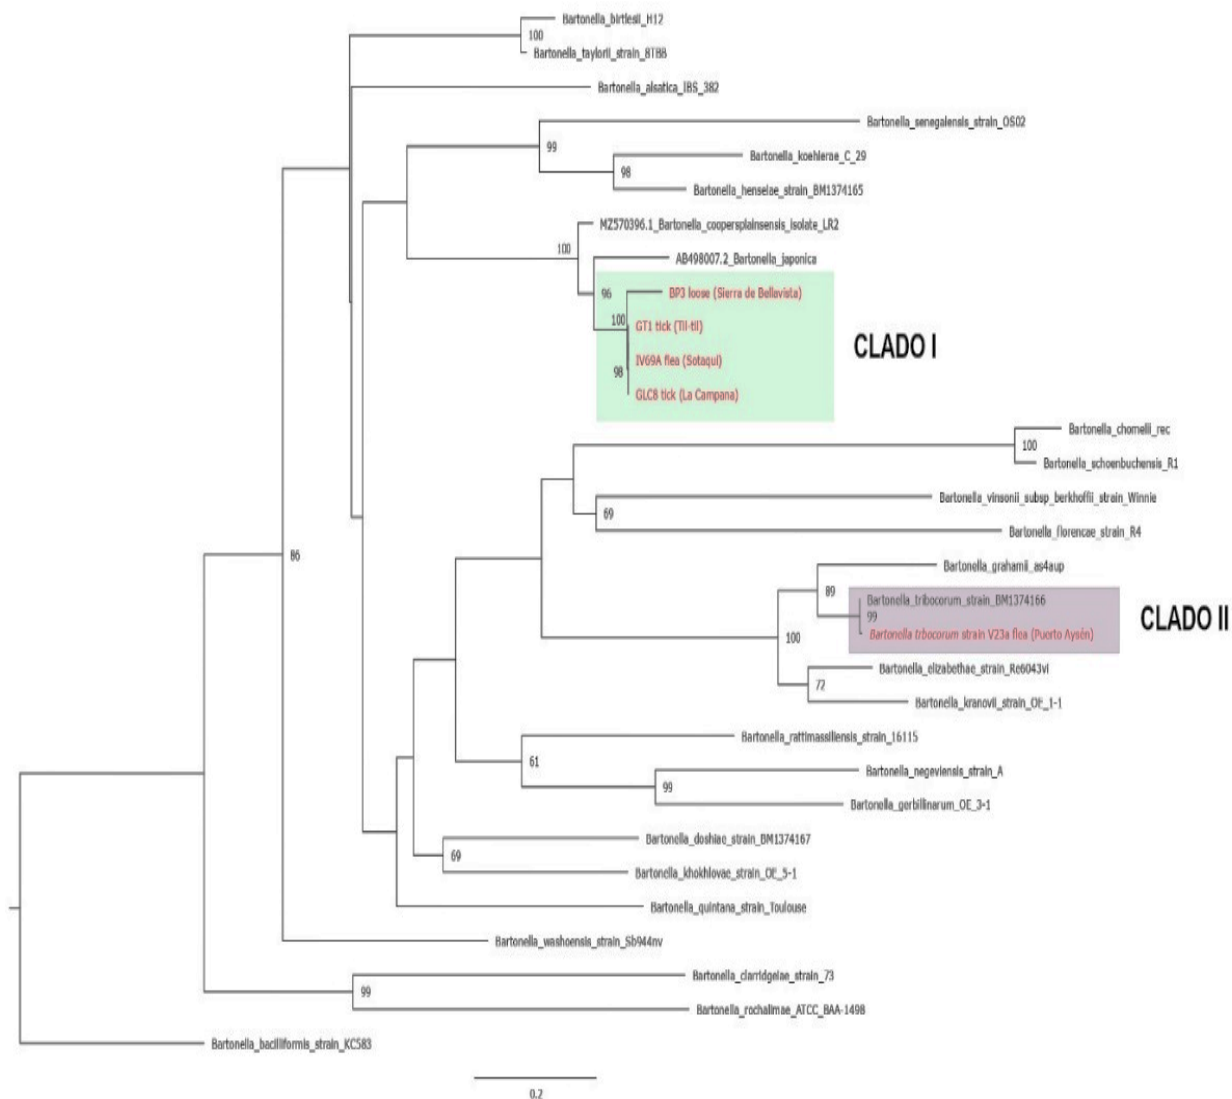 Bartonella_birtlesii_H12
100
Bartonella_taylorii_strain_8TBB
Bartonella_alsatica_IBS_382
Bartonella_senegalensis_strain_OS02
99
Bartonella_koehlerae_C_29
98
Bartonella_henselae_strain_BM1374165
MZ570396.1_Bartonella_coopersplainsensis_isolate_LR2
100
AB498007.2_Bartonella_japonica
96
BP3 loose (Sierra de Bellavista)
100
GT1 tick (Til-til)
CLADO I
IV69A flea (Sotaquí)
98
GLC8 tick (La Campana)
Bartonella_chomelii_rec
100
Bartonella_schoenbuchensis_R1
Bartonella_vinsonii_subsp_berkhoffii_strain_Winnie
69
Bartonella_florencae_strain_R4
Bartonella_grahamii_as4aup
89
Bartonella_tribocorum_strain_BM1374166
99
CLADO II
Bartonella trbocorum strain V23a flea (Puerto Aysén)
100
Bartonella_elizabethae_strain_Re6043vi
72
Bartonella_kranovii_strain_OE_1-1
Bartonella_rattimassiliensis_strain_16115
61
Bartonella_negeviensis_strain_A
99
Bartonella_gerbillinarum_OE_3-1
Bartonella_doshiae_strain_BM1374167
69
Bartonella_khokhlovae_strain_OE_5-1
Bartonella_quintana_strain_Toulouse
86
Bartonella_washoensis_strain_Sb944nv
Bartonella_clarridgeiae_strain_73
99
Bartonella_rochalimae_ATCC_BAA-1498
Bartonella_bacilliformis_strain_KC583
0.2